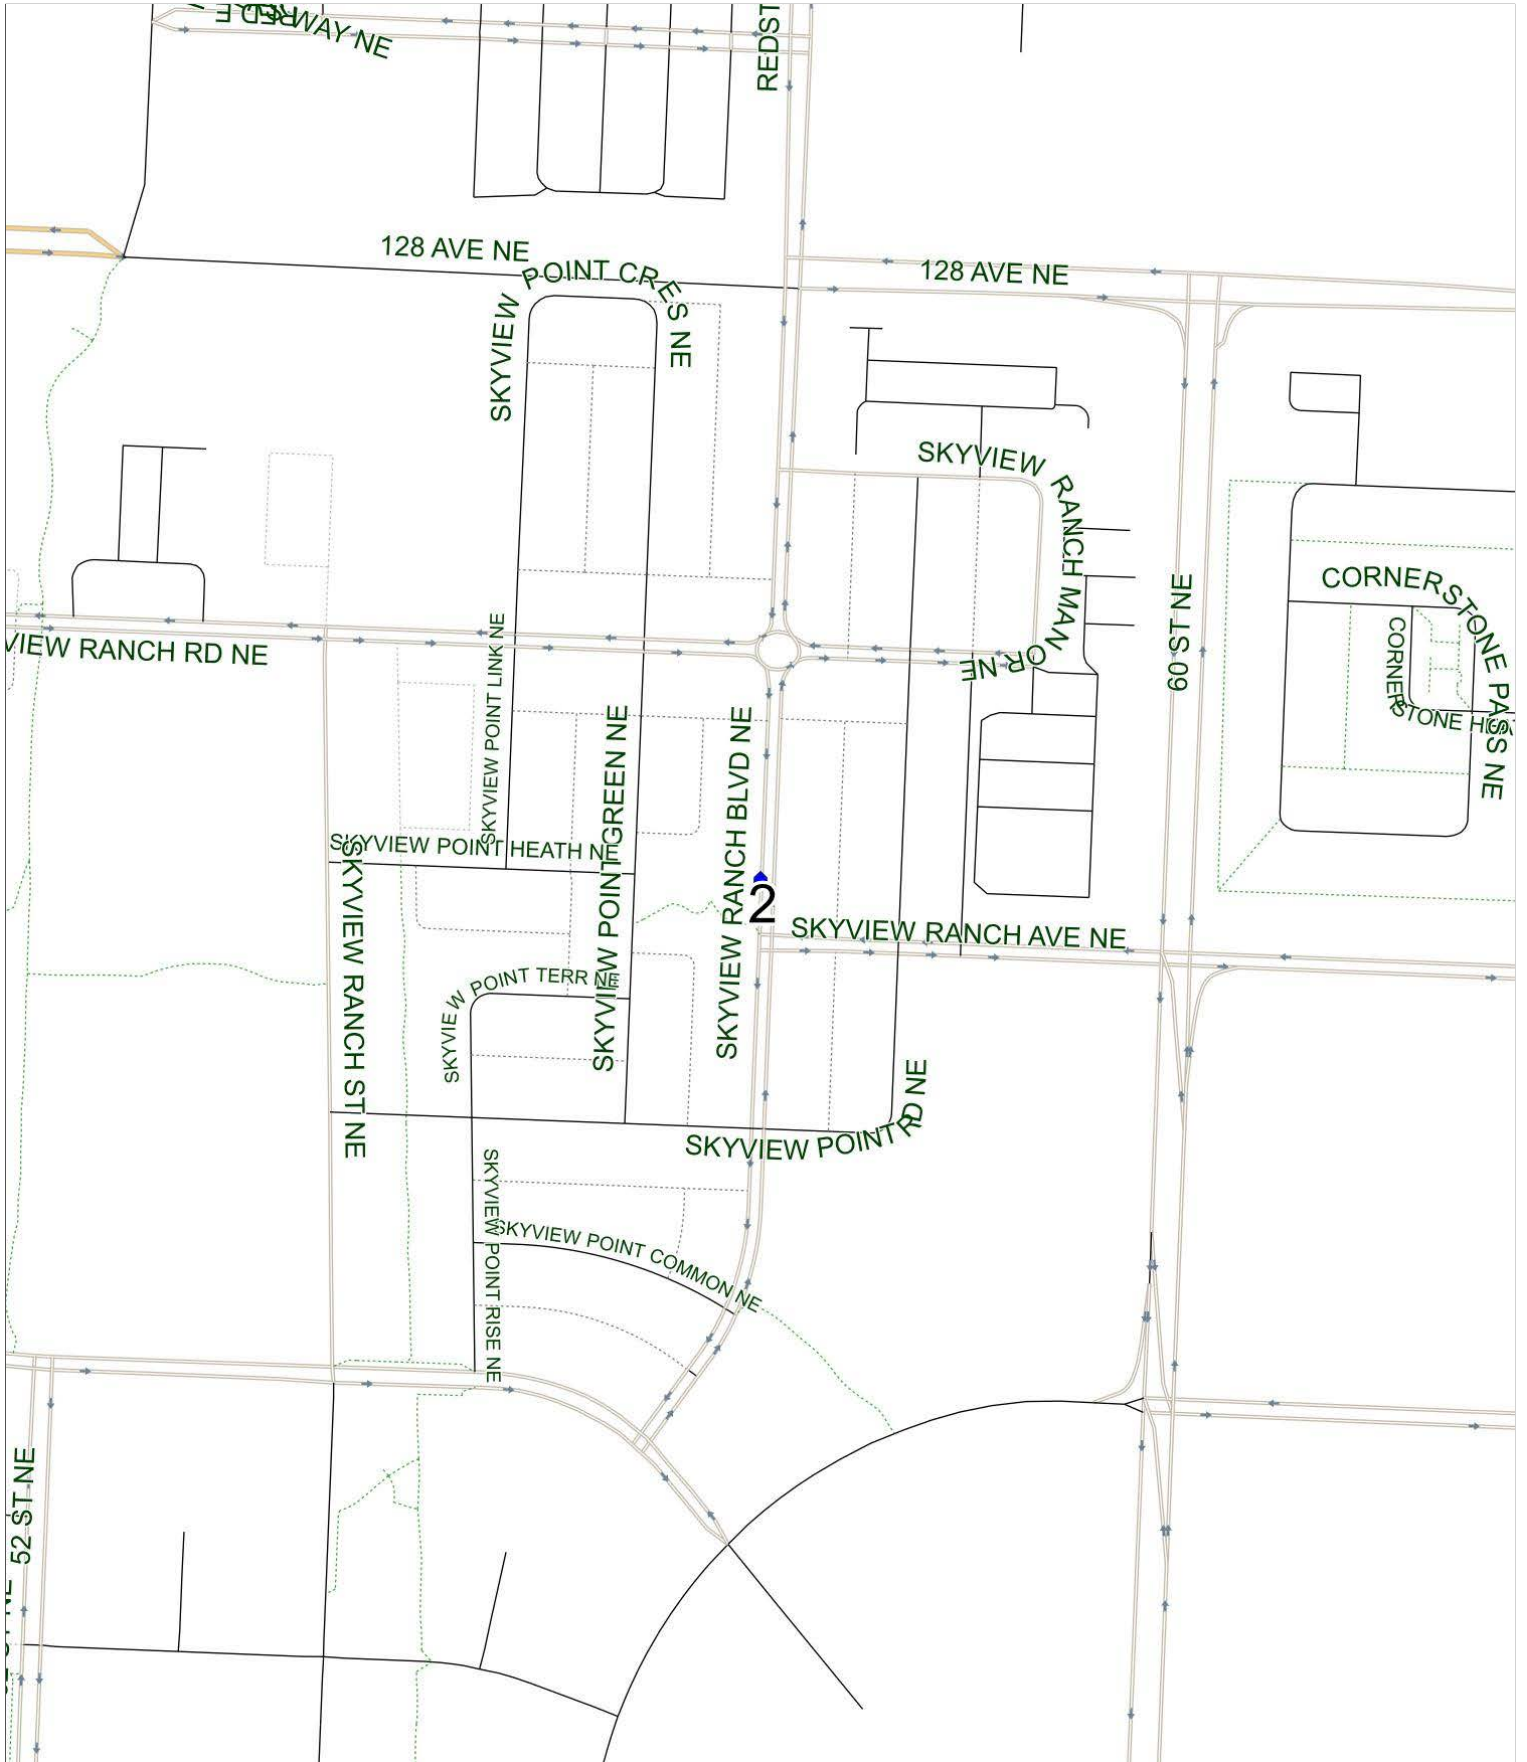 WAY NE
REDST
128 AVE NE
128 AVE NE
SKYVIEW POINT CRES NE
SKYVIEW RANCH MANOR NE
60 ST NE
CORNERSTONE PASS NE
CORNERSTONE HE
VIEW RANCH RD NE
SKYVIEW POINT LINK NE
SKYVIEW POINT GREEN NE
SKYVIEW RANCH BLVD NE
SKYVIEW POINT HEATH NE
SKYVIEW RANCH ST NE
2
SKYVIEW RANCH AVE NE
SKYVIEW POINT TERR NE
SKYVIEW POINT RD NE
SKYVIEW POINT RISE NE
SKYVIEW POINT COMMON NE
52 ST NE